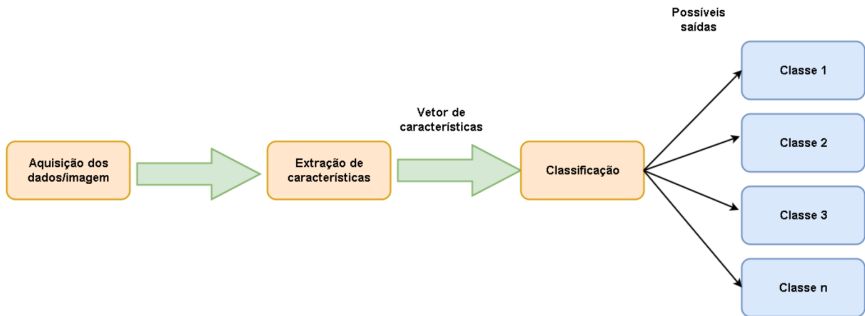 Possíveis
saídas
Classe 1
Vetor de
características
Classe 2
Aquisição dos
dados/imagem
Extração de
características
Classificação
Classe 3
Classe n